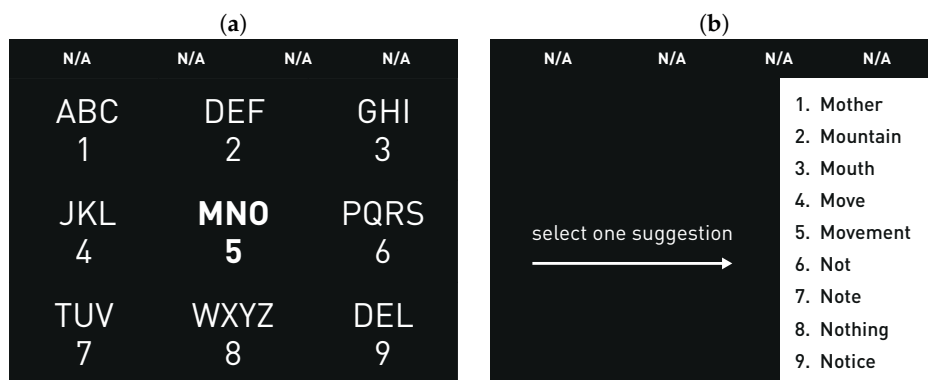 (a)
N/A N/A N/A N/A
ABC DEF GHI
1 2 3
JKL MNO PQRS
4 5 6
TUV WXYZ DEL
7 8 9
(b)
N/A N/A N/A N/A
select one suggestion
1. Mother
2. Mountain
3. Mouth
4. Move
5. Movement
6. Not
7. Note
8. Nothing
9. Notice